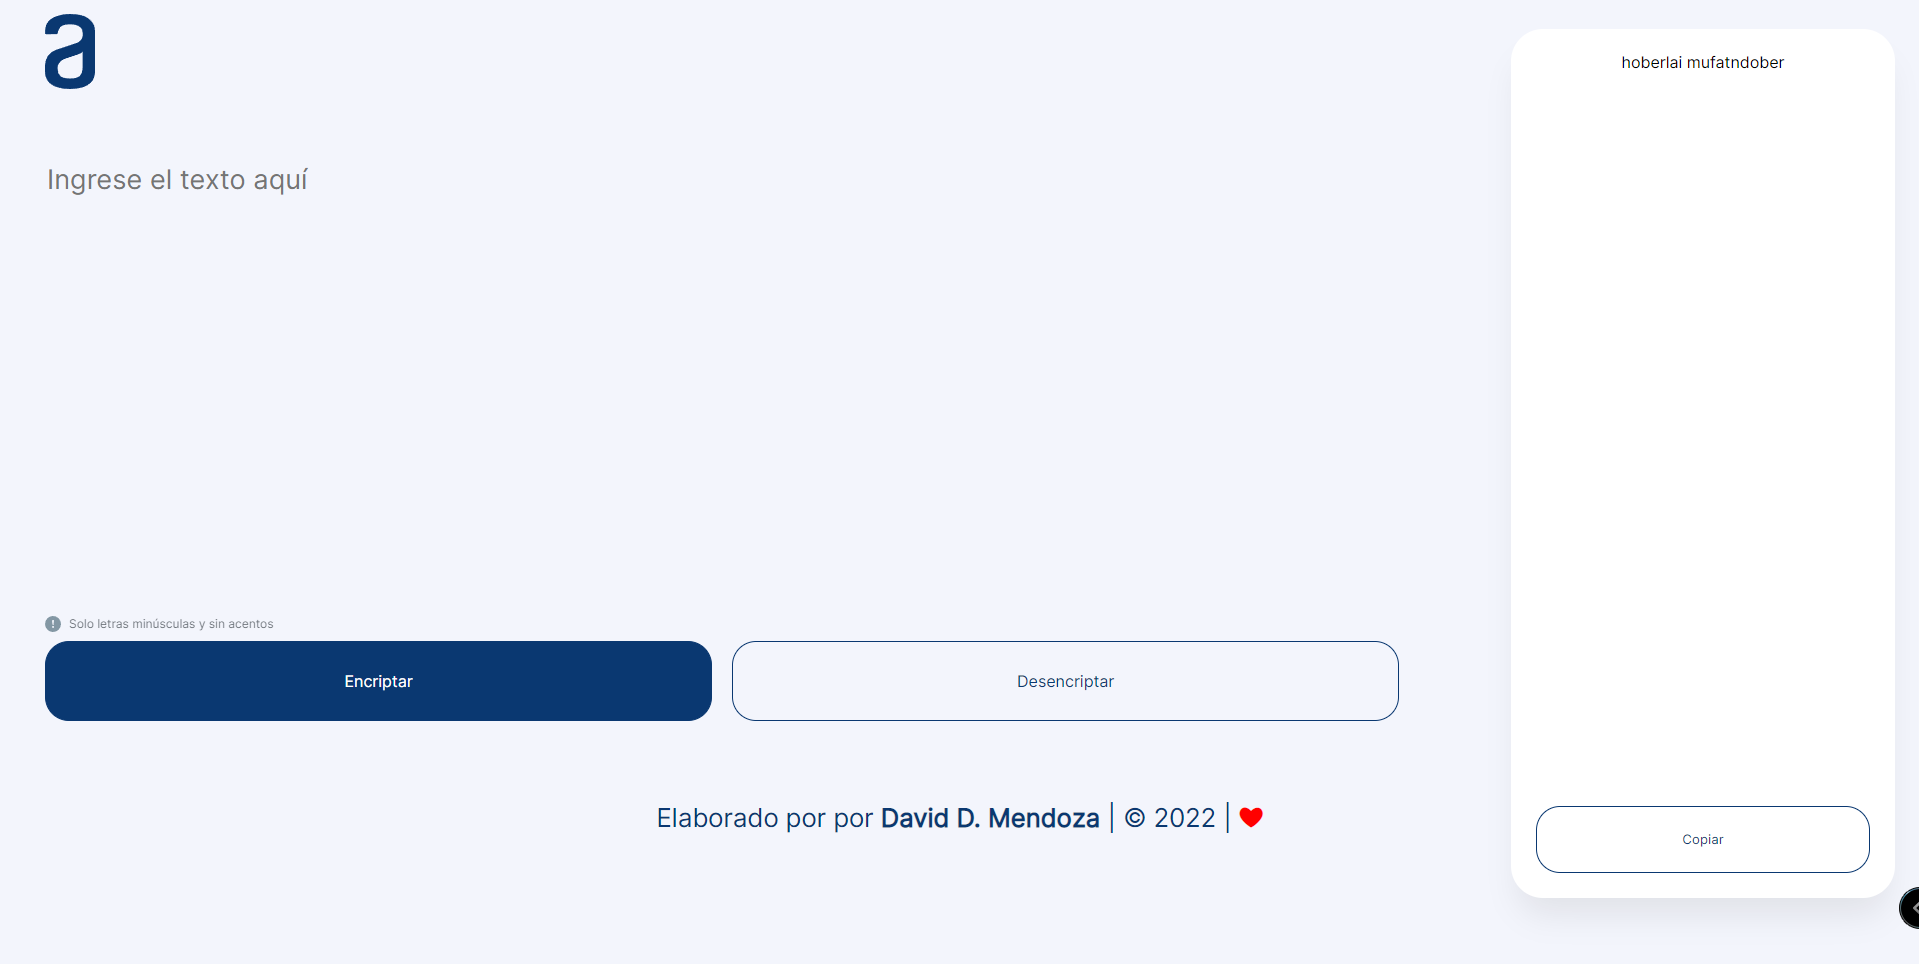 a
Ingrese el texto aquí
Solo letras minúsculas y sin acentos
Encriptar
Desencriptar
Elaborado por por David D. Mendoza | © 2022 | ❤
hoberlai mufatndober
Copiar